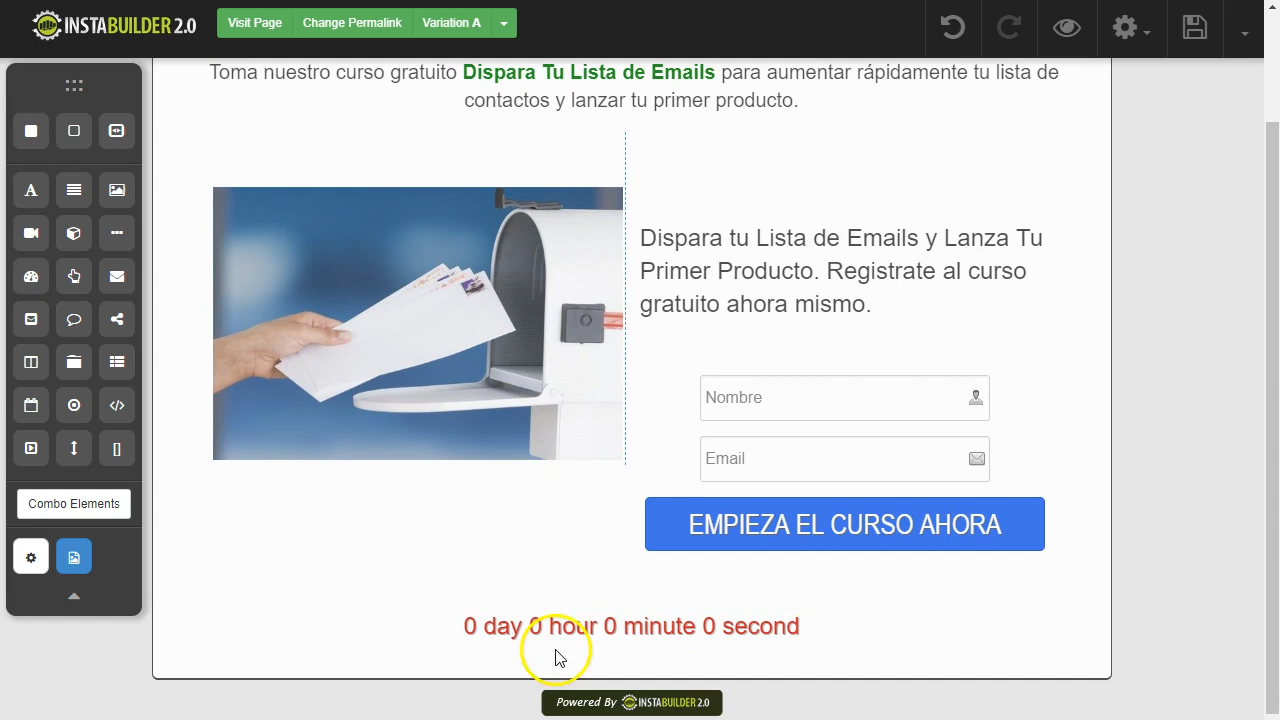 INSTABUILDER 2.0
Visit Page
Change Permalink
Variation A
Toma nuestro curso gratuito Dispara Tu Lista de Emails para aumentar rápidamente tu lista de
contactos y lanzar tu primer producto.
Dispara tu Lista de Emails y Lanza Tu
Primer Producto. Registrate al curso
gratuito ahora mismo.
Nombre
Email
EMPIEZA EL CURSO AHORA
Combo Elements
0 day 0 hour 0 minute 0 second
Powered By INSTABUILDER 2.0